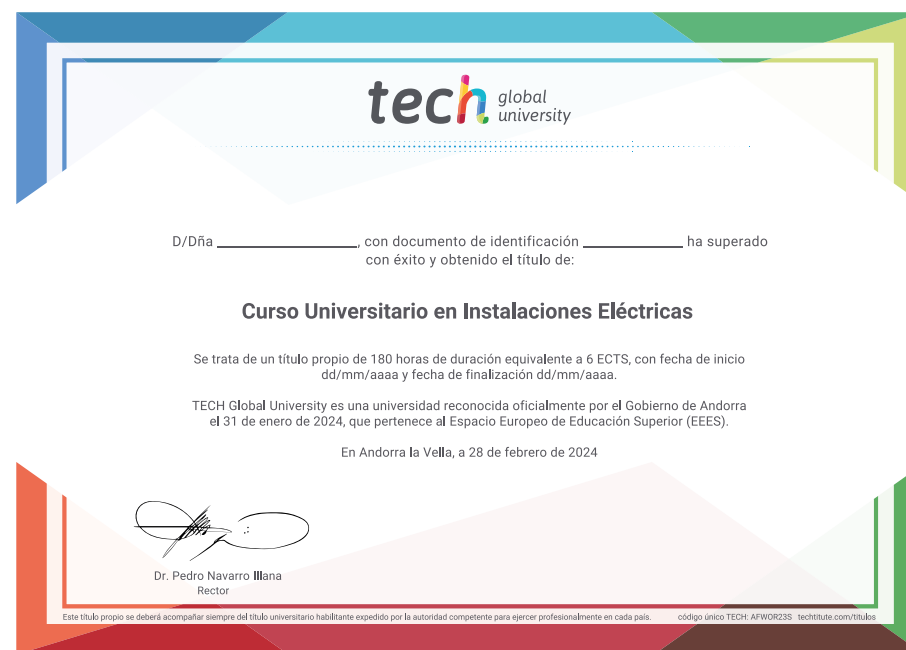 tech global university
D/Dña ____________________, con documento de identificación ______________ ha superado
con éxito y obtenido el título de:
Curso Universitario en Instalaciones Eléctricas
Se trata de un título propio de 180 horas de duración equivalente a 6 ECTS, con fecha de inicio
dd/mm/aaaa y fecha de finalización dd/mm/aaaa.
TECH Global University es una universidad reconocida oficialmente por el Gobierno de Andorra
el 31 de enero de 2024, que pertenece al Espacio Europeo de Educación Superior (EEES).
En Andorra la Vella, a 28 de febrero de 2024
Dr. Pedro Navarro Illana
Rector
Este título propio se deberá acompañar siempre del título universitario habilitante expedido por la autoridad competente para ejercer profesionalmente en cada país. código único TECH: AFWOR23S techtitute.com/titulos